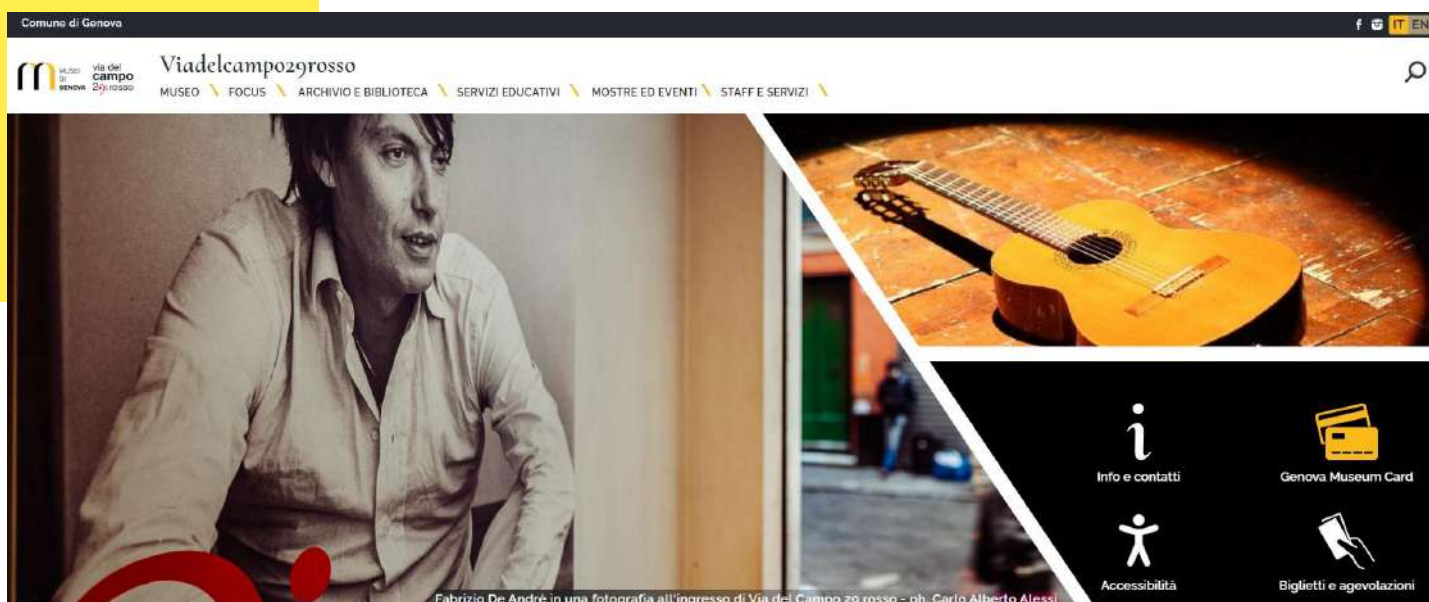 Comune di Genova
IT EN
MUSEI DI GENOVA
via del campo 29rosso
Viadelcampo29rosso
MUSEO \ FOCUS \ ARCHIVIO E BIBLIOTECA \ SERVIZI EDUCATIVI \ MOSTRE ED EVENTI \ STAFF E SERVIZI \
i
Info e contatti
Genova Museum Card
Accessibilità
Biglietti e agevolazioni
Fabrizio De André in una fotografia all'ingresso di Via del Campo 29 rosso - ph. Carlo Alberto Alessi